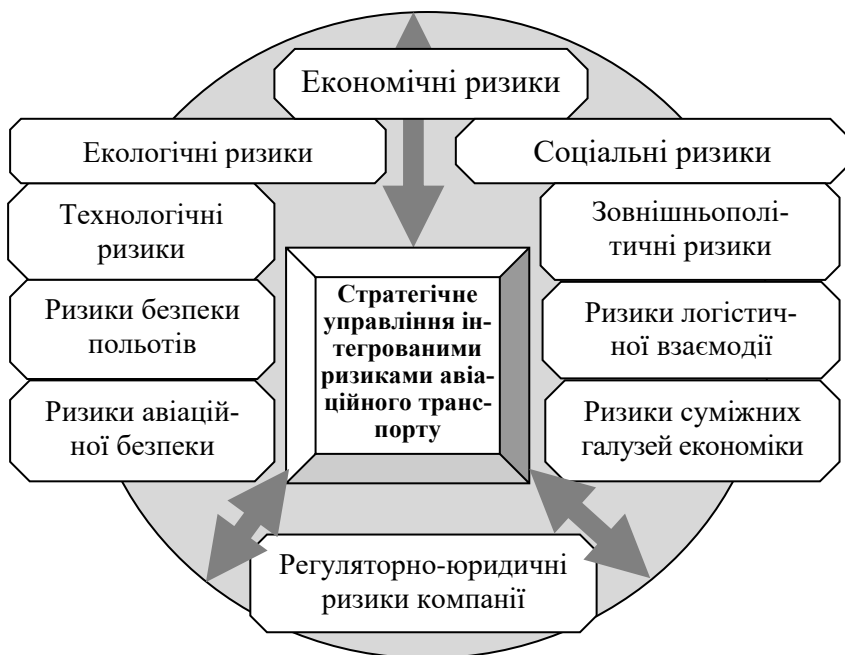 Економічні ризики
Екологічні ризики
Соціальні ризики
Технологічні
ризики
Зовнішньополі-
тичні ризики
Ризики безпеки
польотів
Стратегічне
управління ін-
тегрованими
ризиками авіа-
ційного транс-
порту
Ризики логістич-
ної взаємодії
Ризики авіацій-
ної безпеки
Ризики суміжних
галузей економіки
Регуляторно-юридичні
ризики компанії